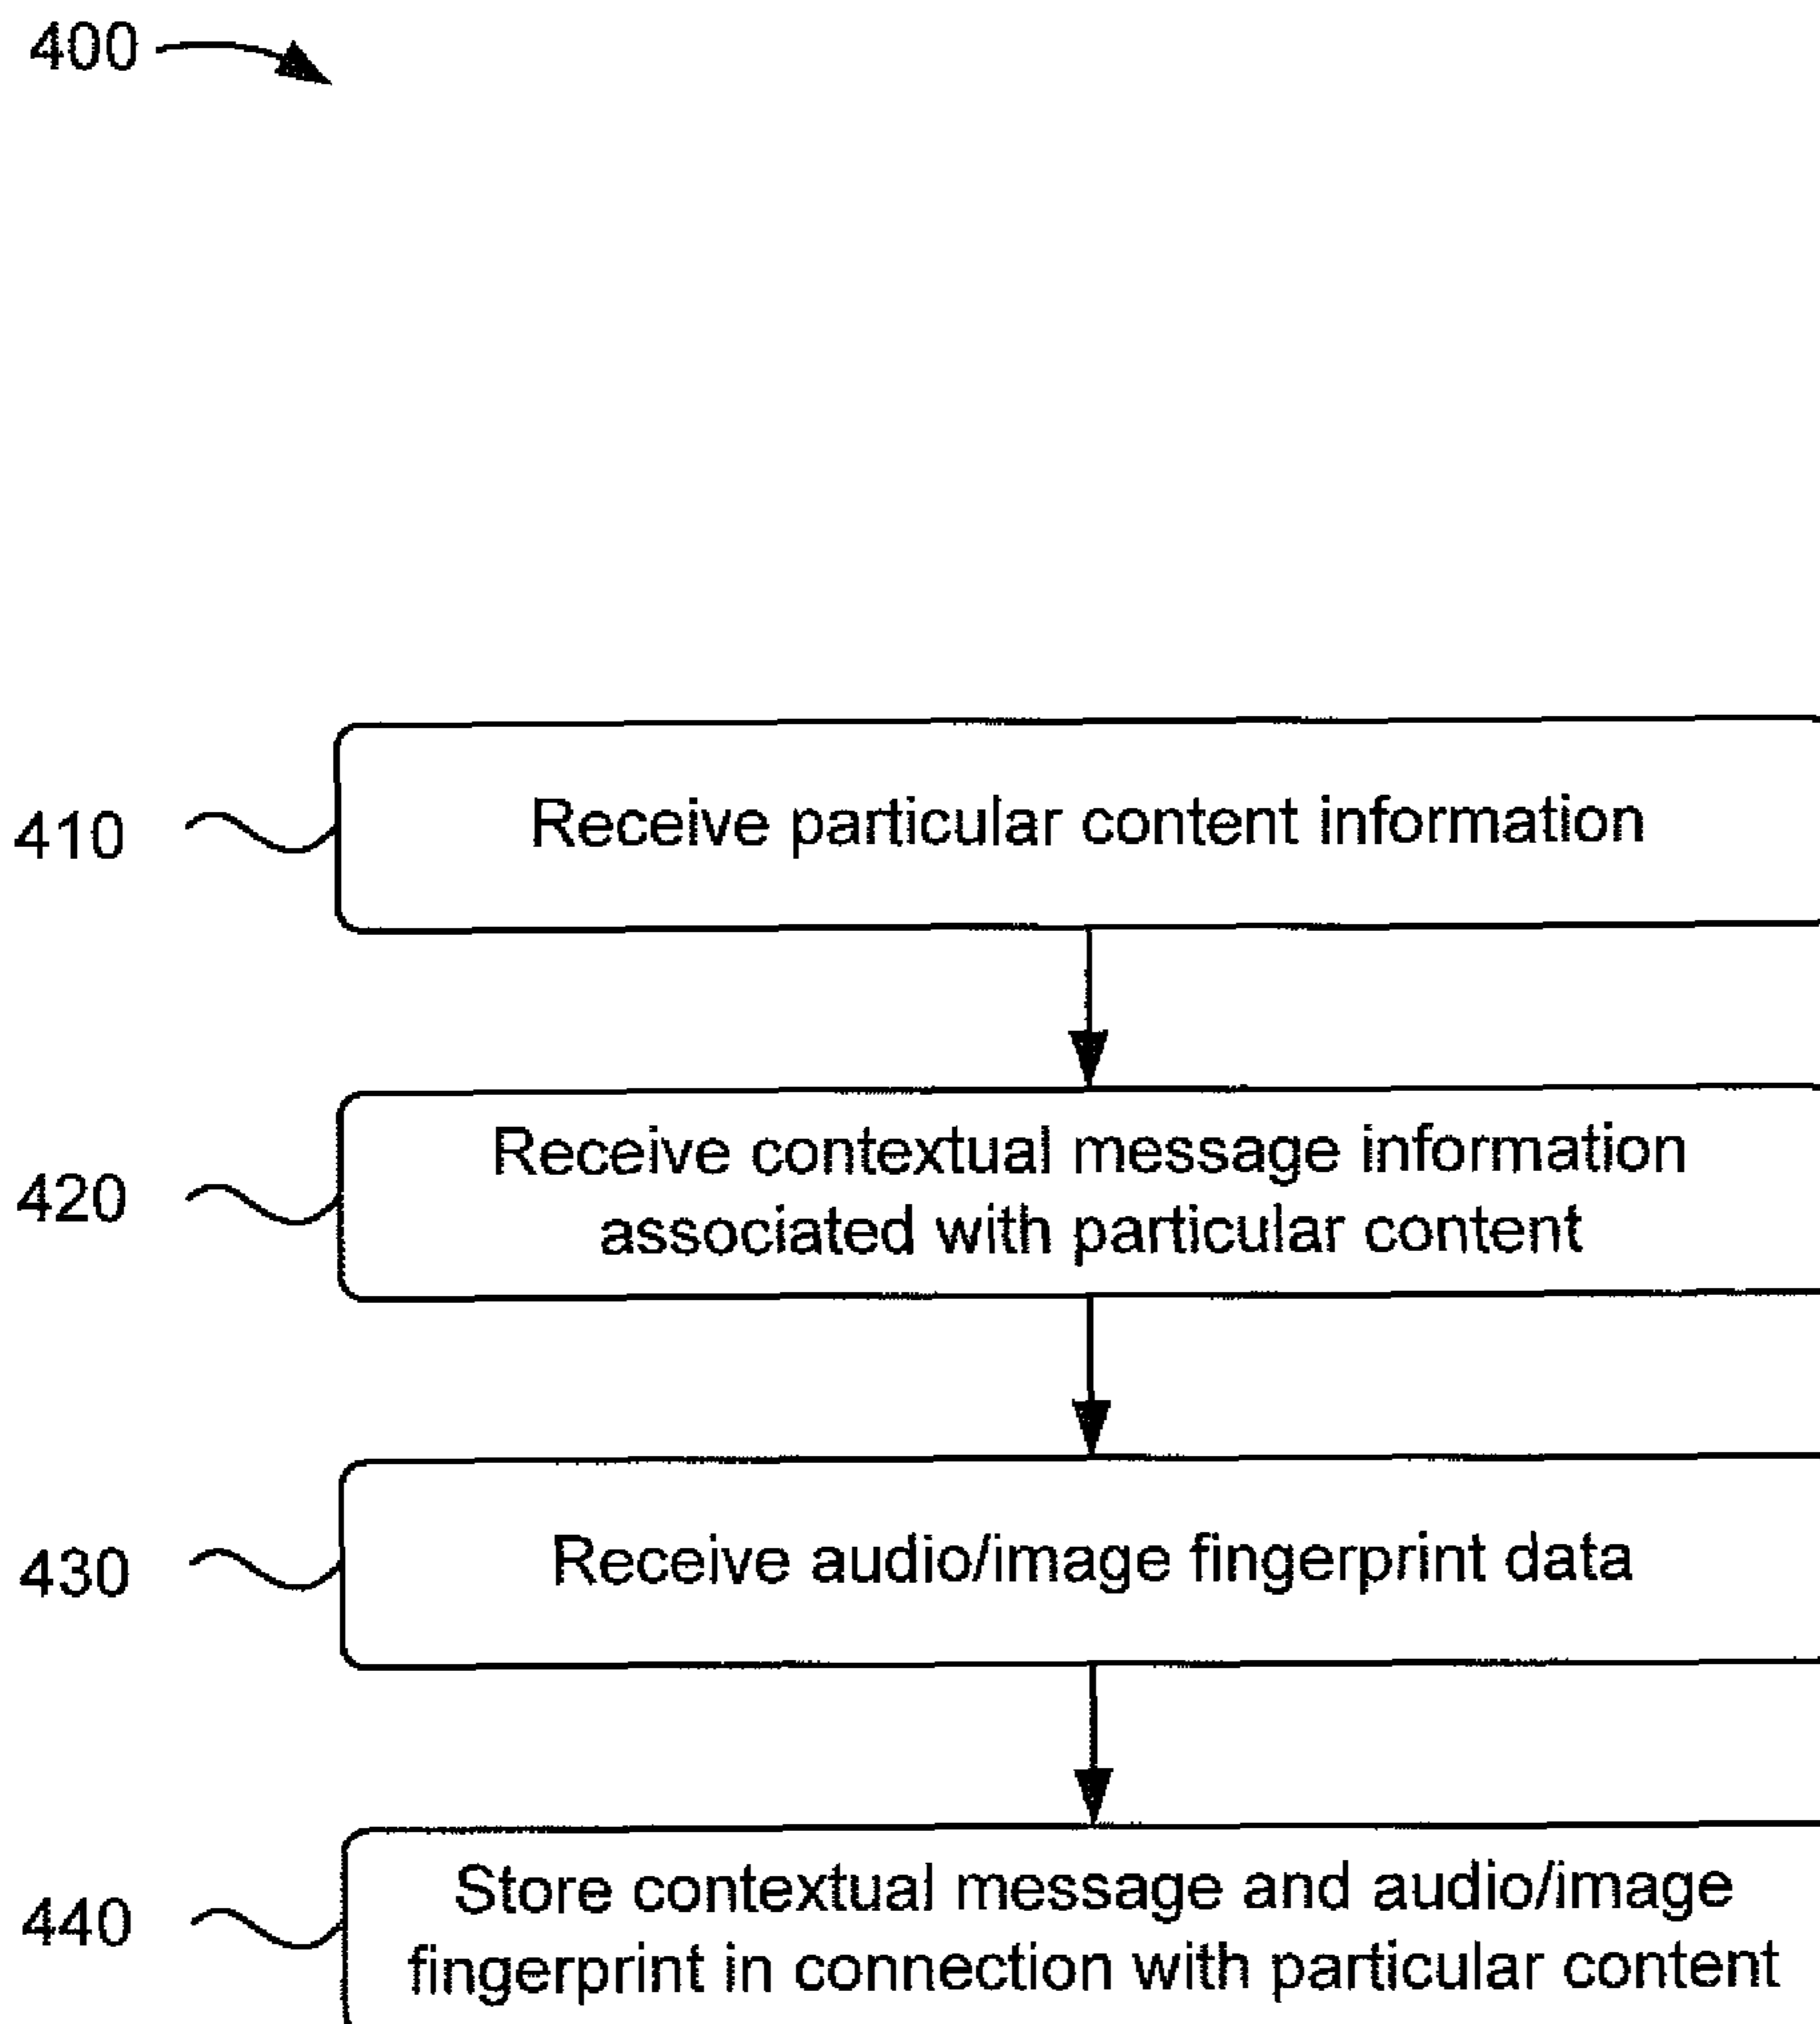 400
410
Receive particular content information
420
Receive contextual message information
associated with particular content
430
Receive audio/image fingerprint data
440
Store contextual message and audio/image
fingerprint in connection with particular content